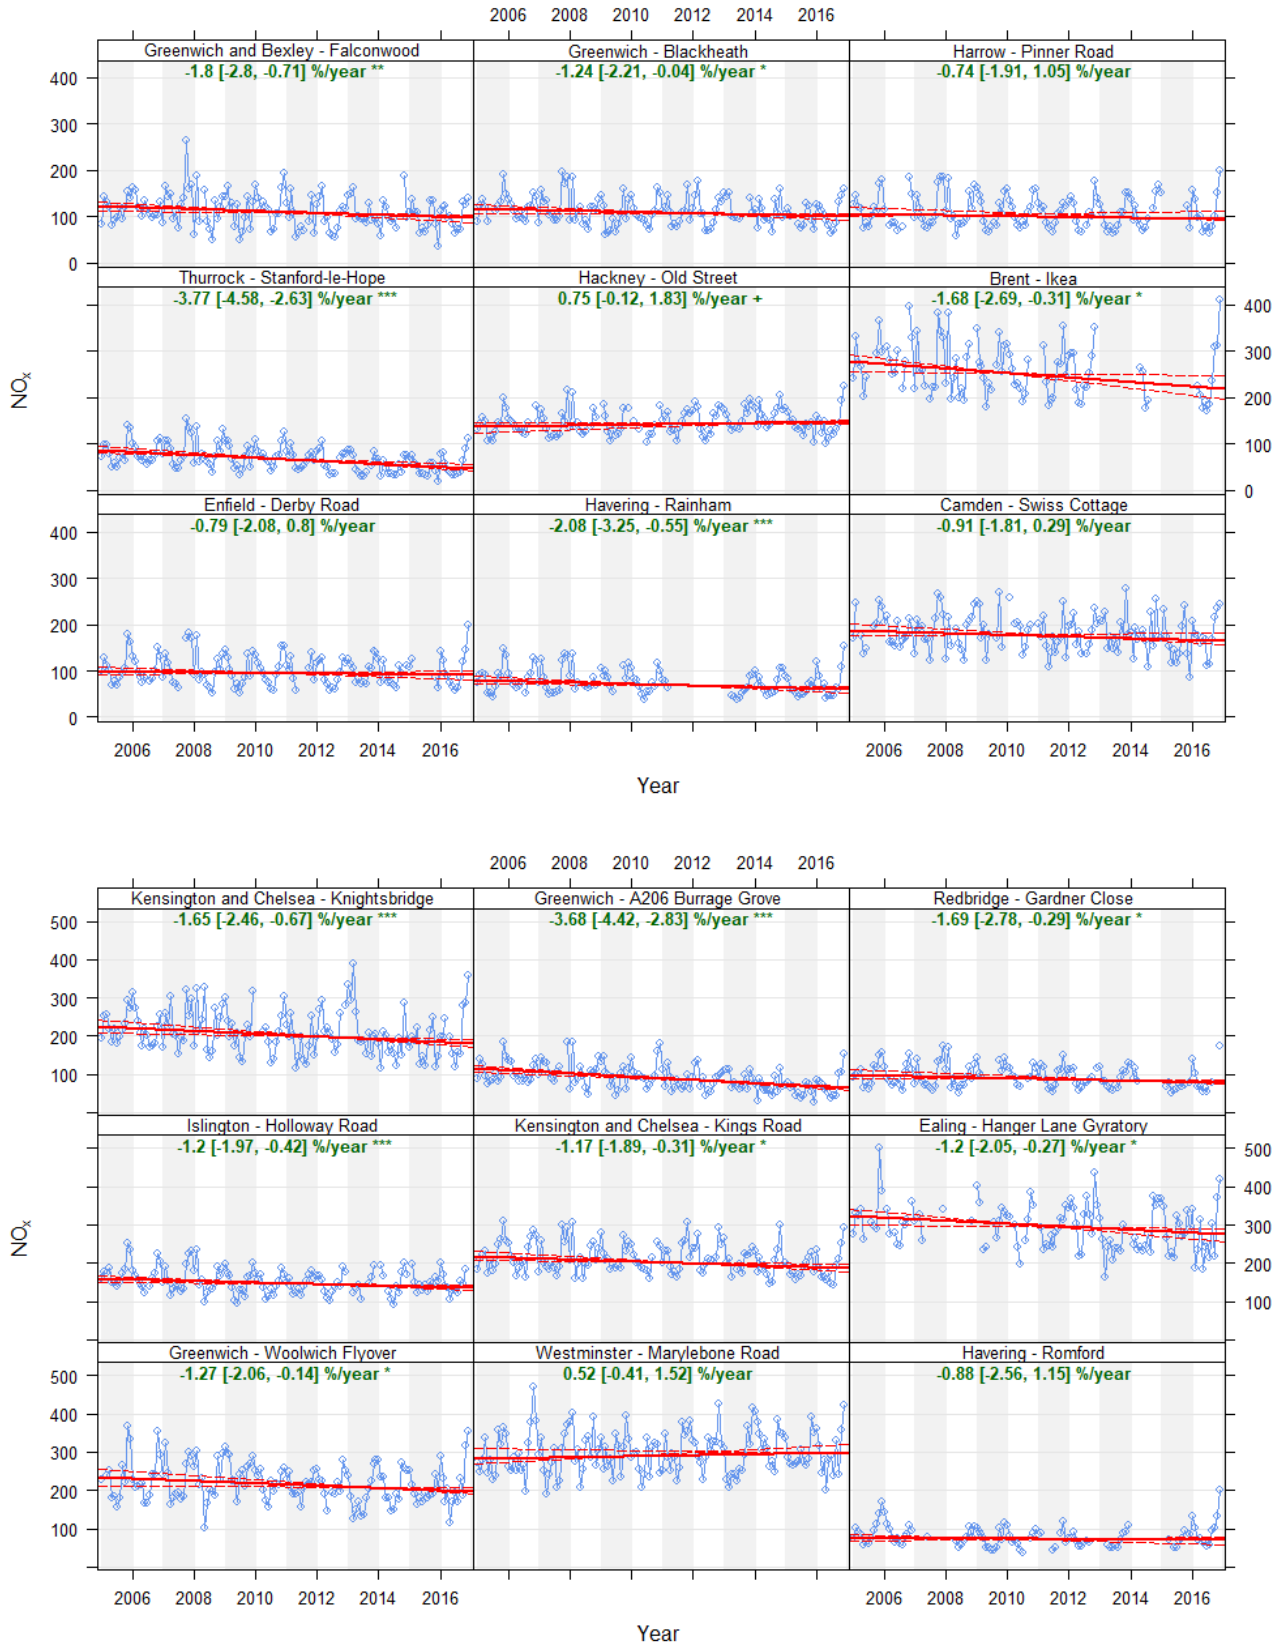 2006 2008 2010 2012 2014 2016
Greenwich and Bexley - Falconwood Greenwich - Blackheath Harrow - Pinner Road
-1.8 [-2.8, -0.71] %/year ** -1.24 [-2.21, -0.04] %/year * -0.74 [-1.91, 1.05] %/year
400
300
200
100
0
Thurrock - Stanford-le-Hope Hackney - Old Street Brent - Ikea
-3.77 [-4.58, -2.63] %/year *** 0.75 [-0.12, 1.83] %/year + -1.68 [-2.69, -0.31] %/year *
400
300
200
100
0
NOx
Enfield - Derby Road Havering - Rainham Camden - Swiss Cottage
-0.79 [-2.08, 0.8] %/year -2.08 [-3.25, -0.55] %/year *** -0.91 [-1.81, 0.29] %/year
400
300
200
100
0
2006 2008 2010 2012 2014 2016 2006 2008 2010 2012 2014 2016
Year
2006 2008 2010 2012 2014 2016
Kensington and Chelsea - Knightsbridge Greenwich - A206 Burrage Grove Redbridge - Gardner Close
-1.65 [-2.46, -0.67] %/year *** -3.68 [-4.42, -2.83] %/year *** -1.69 [-2.78, -0.29] %/year *
500
400
300
200
100
Islington - Holloway Road Kensington and Chelsea - Kings Road Ealing - Hanger Lane Gyratory
-1.2 [-1.97, -0.42] %/year *** -1.17 [-1.89, -0.31] %/year * -1.2 [-2.05, -0.27] %/year *
500
400
300
200
100
NOx
Greenwich - Woolwich Flyover Westminster - Marylebone Road Havering - Romford
-1.27 [-2.06, -0.14] %/year * 0.52 [-0.41, 1.52] %/year -0.88 [-2.56, 1.15] %/year
500
400
300
200
100
2006 2008 2010 2012 2014 2016 2006 2008 2010 2012 2014 2016
Year